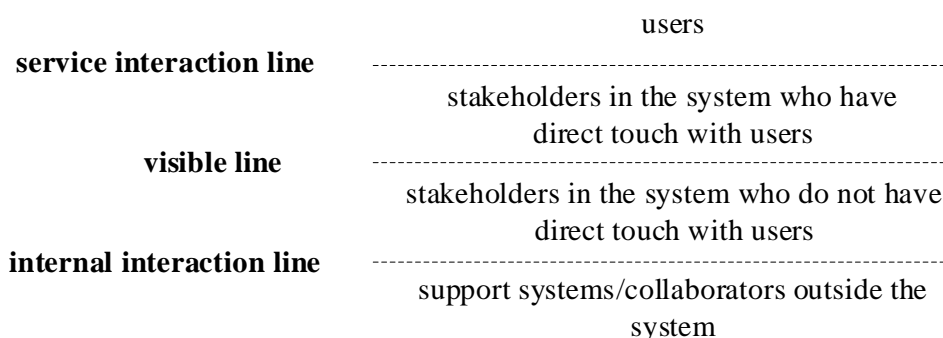 users
service interaction line
stakeholders in the system who have
direct touch with users
visible line
stakeholders in the system who do not have
direct touch with users
internal interaction line
support systems/collaborators outside the
system